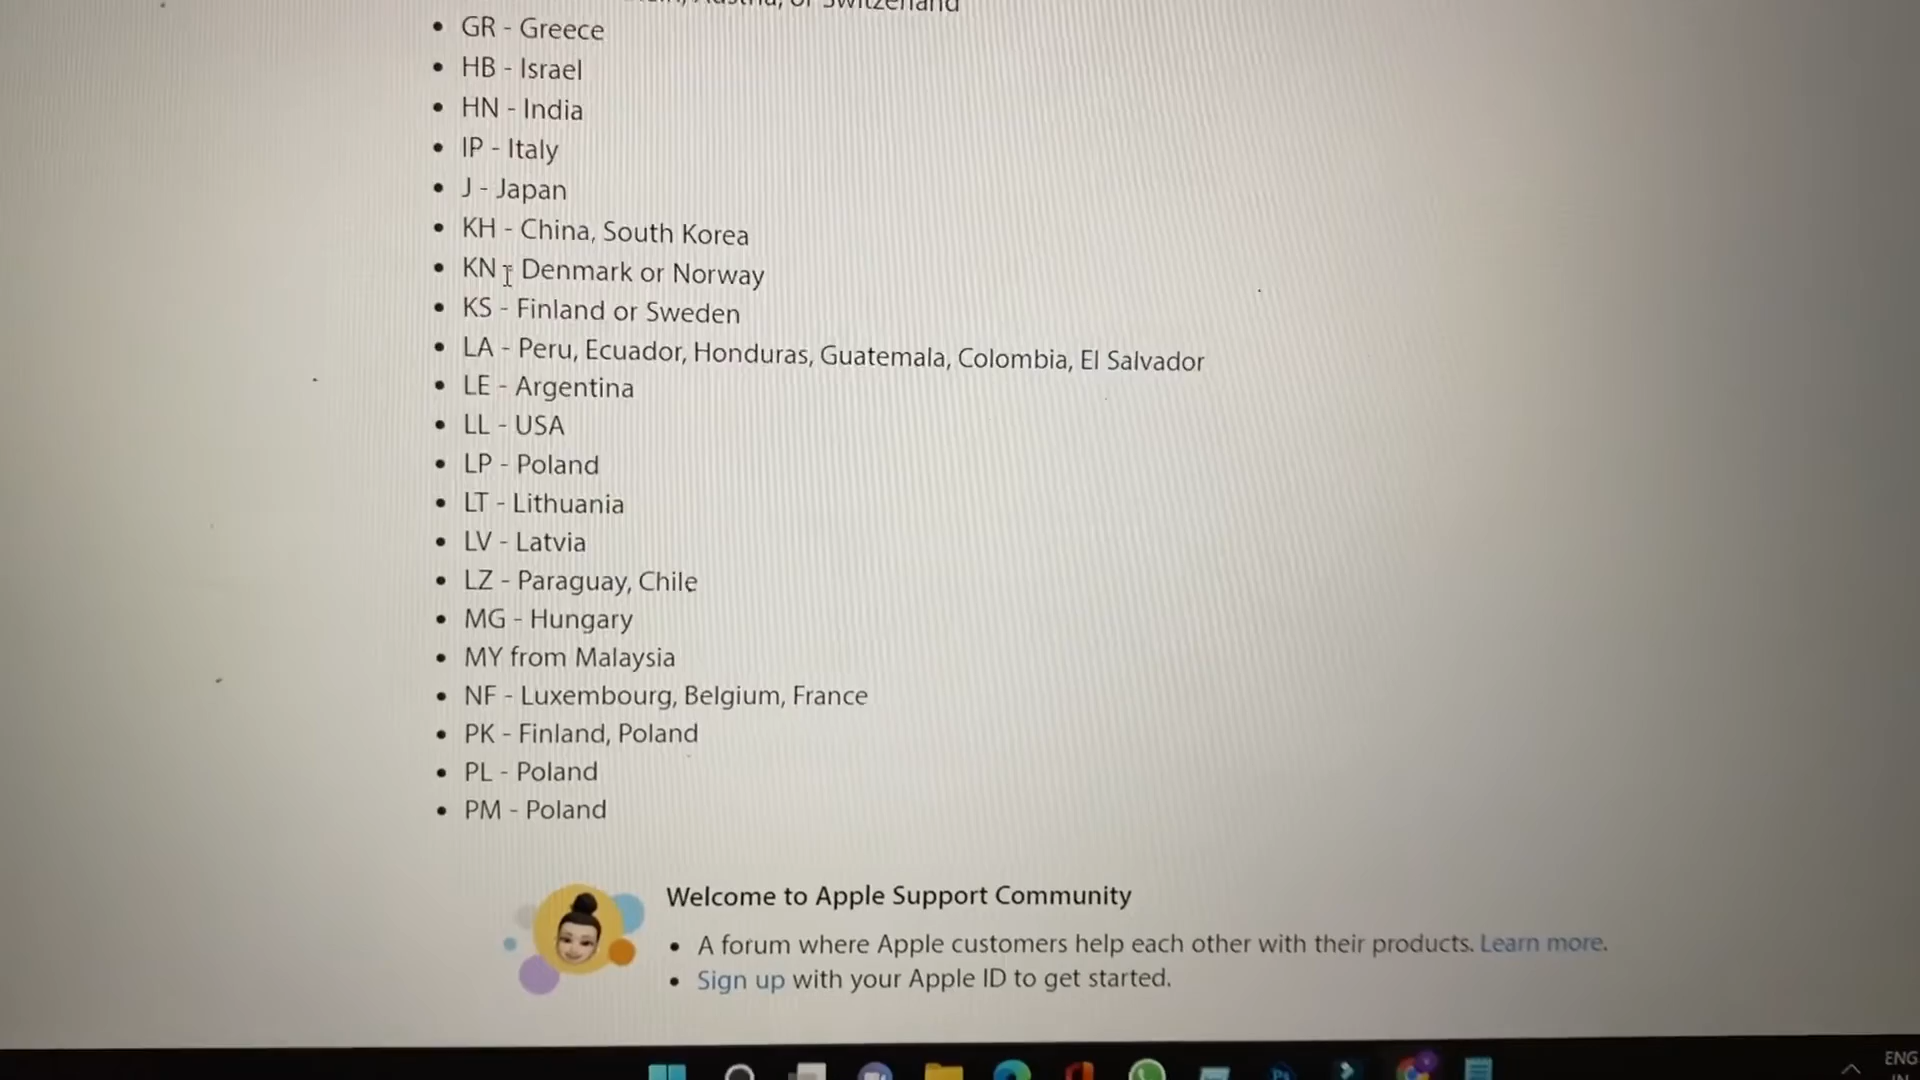 Austria, or Switzerland
• GR - Greece
• HB - Israel
• HN - India
• IP - Italy
• J - Japan
• KH - China, South Korea
• KN - Denmark or Norway
• KS - Finland or Sweden
• LA - Peru, Ecuador, Honduras, Guatemala, Colombia, El Salvador
• LE - Argentina
• LL - USA
• LP - Poland
• LT - Lithuania
• LV - Latvia
• LZ - Paraguay, Chile
• MG - Hungary
• MY from Malaysia
• NF - Luxembourg, Belgium, France
• PK - Finland, Poland
• PL - Poland
• PM - Poland
Welcome to Apple Support Community
• A forum where Apple customers help each other with their products. Learn more.
• Sign up with your Apple ID to get started.
Ps
ENG